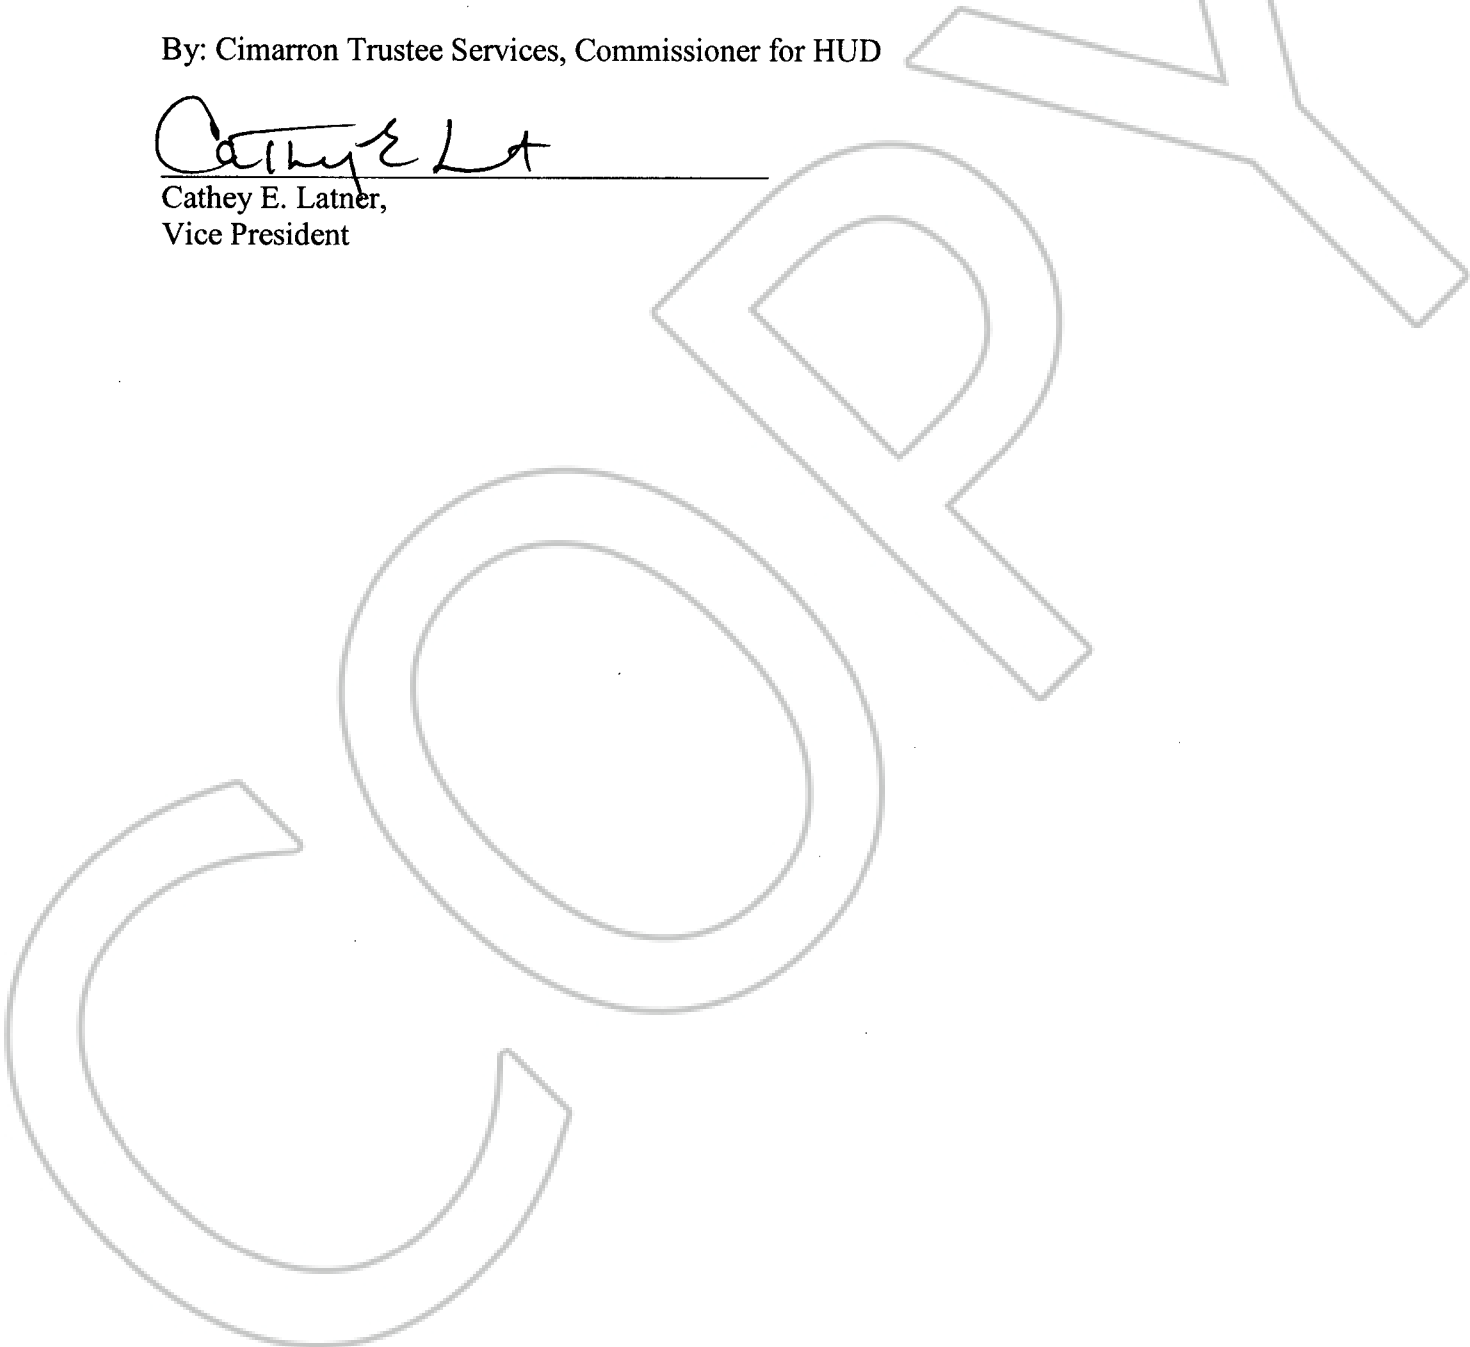 By: Cimarron Trustee Services, Commissioner for HUD
Cathey E. Latner,
Vice President
COPY